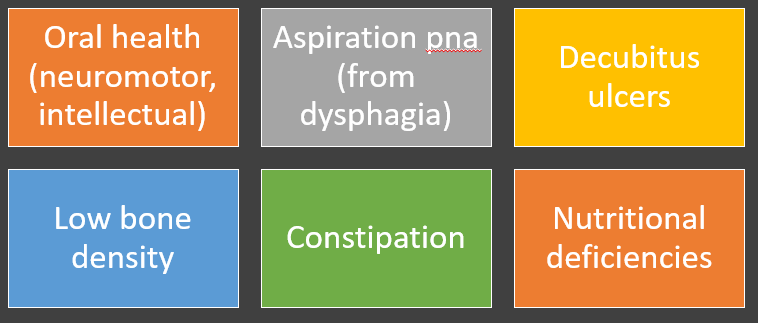 Oral health
(neuromotor,
intellectual)
Aspiration pna
(from
dysphagia)
Decubitus
ulcers
Low bone
density
Constipation
Nutritional
deficiencies